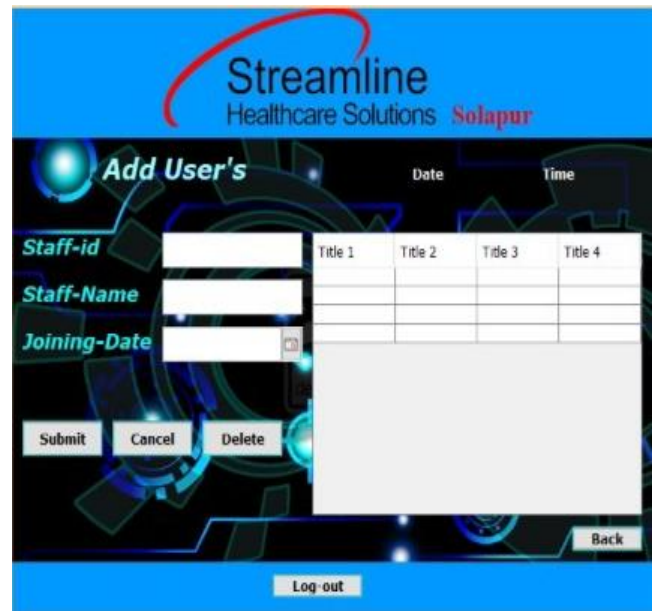 Streamline
Healthcare Solutions Solapur
Add User's
Date
Time
Staff-id
Title 1 Title 2 Title 3 Title 4
Staff-Name
Joining-Date
Submit
Cancel
Delete
Back
Log-out